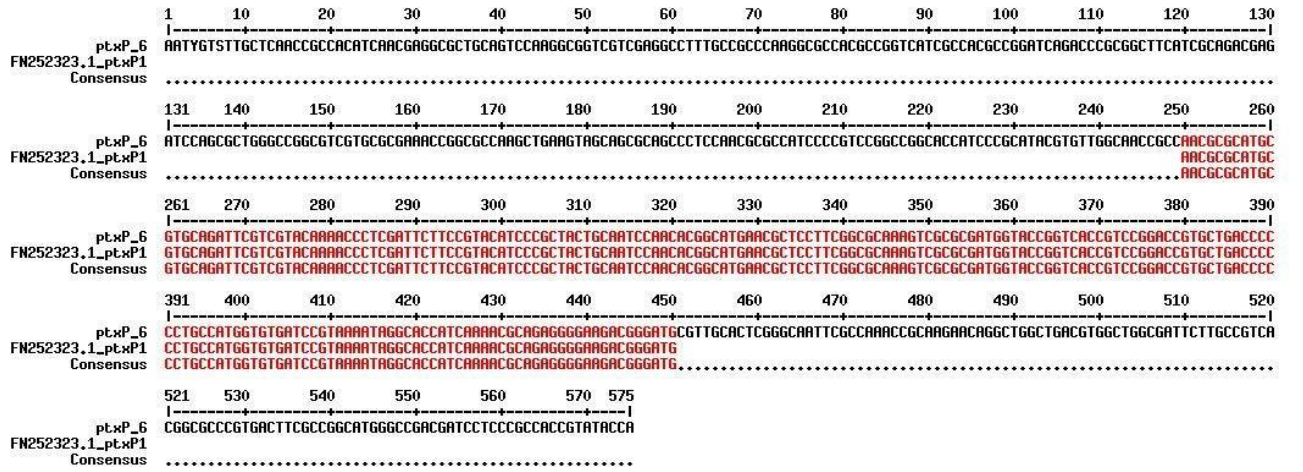 1 10 20 30 40 50 60 70 80 90 100 110 120 130
|--------+---------+---------+---------+---------+---------+---------+---------+---------+---------+---------+---------+---------|
ptxP_6 AATYGTSTTGCTCAACCGCCACATCAACGAGGCGCTGCAGTCCAAGGCGGTCGTCGAGGCCTTTGCCGCCCAAGGCGCCACGCCGGTCATCGCCACGCCGGATCAGACCCGCGGCTTCATCGCAGACGAG
FN252323.1_ptxP1
Consensus ..................................................................................................................................
131 140 150 160 170 180 190 200 210 220 230 240 250 260
|--------+---------+---------+---------+---------+---------+---------+---------+---------+---------+---------+---------+---------|
ptxP_6 ATCCAGCGCTGGGCCGGCGTCGTGCGCGAAACCGGCGCCAAGCTGAAGTAGCAGCGCAGCCCTCCAACGCGCCATCCCCGTCCGGCCGGCACCATCCCGCATACGTGTTGGCAACCGCCAACGCGCATGC
FN252323.1_ptxP1 AACGCGCATGC
Consensus .......................................................................................................................AACGCGCATGC
261 270 280 290 300 310 320 330 340 350 360 370 380 390
|--------+---------+---------+---------+---------+---------+---------+---------+---------+---------+---------+---------+---------|
ptxP_6 GTGCAGATTCGTCGTACAAAACCCTCGATTCTTCCGTACATCCCGCTACTGCAATCCAACACGGCATGAACGCTCCTTCGGCGCAAAGTCGCGCGATGGTACCGGTCACCGTCCGGACCGTGCTGACCCC
FN252323.1_ptxP1 GTGCAGATTCGTCGTACAAAACCCTCGATTCTTCCGTACATCCCGCTACTGCAATCCAACACGGCATGAACGCTCCTTCGGCGCAAAGTCGCGCGATGGTACCGGTCACCGTCCGGACCGTGCTGACCCC
Consensus GTGCAGATTCGTCGTACAAAACCCTCGATTCTTCCGTACATCCCGCTACTGCAATCCAACACGGCATGAACGCTCCTTCGGCGCAAAGTCGCGCGATGGTACCGGTCACCGTCCGGACCGTGCTGACCCC
391 400 410 420 430 440 450 460 470 480 490 500 510 520
|--------+---------+---------+---------+---------+---------+---------+---------+---------+---------+---------+---------+---------|
ptxP_6 CCTGCCATGGTGTGATCCGTAAAATAGGCACCATCAAAACGCAGAGGGGAAGACGGGATGCGTTGCACTCGGGCAATTCGCCAAACCGCAAGAACAGGCTGGCTGACGTGGCTGGCGATTCTTGCCGTCA
FN252323.1_ptxP1 CCTGCCATGGTGTGATCCGTAAAATAGGCACCATCAAAACGCAGAGGGGAAGACGGGATG
Consensus CCTGCCATGGTGTGATCCGTAAAATAGGCACCATCAAAACGCAGAGGGGAAGACGGGATG......................................................................
521 530 540 550 560 570 575
|--------+---------+---------+---------+---------+----|
ptxP_6 CGGCGCCCGTGACTTCGCCGGCATGGGCCGACGATCCTCCCGCCACCGTATACCA
FN252323.1_ptxP1
Consensus .......................................................